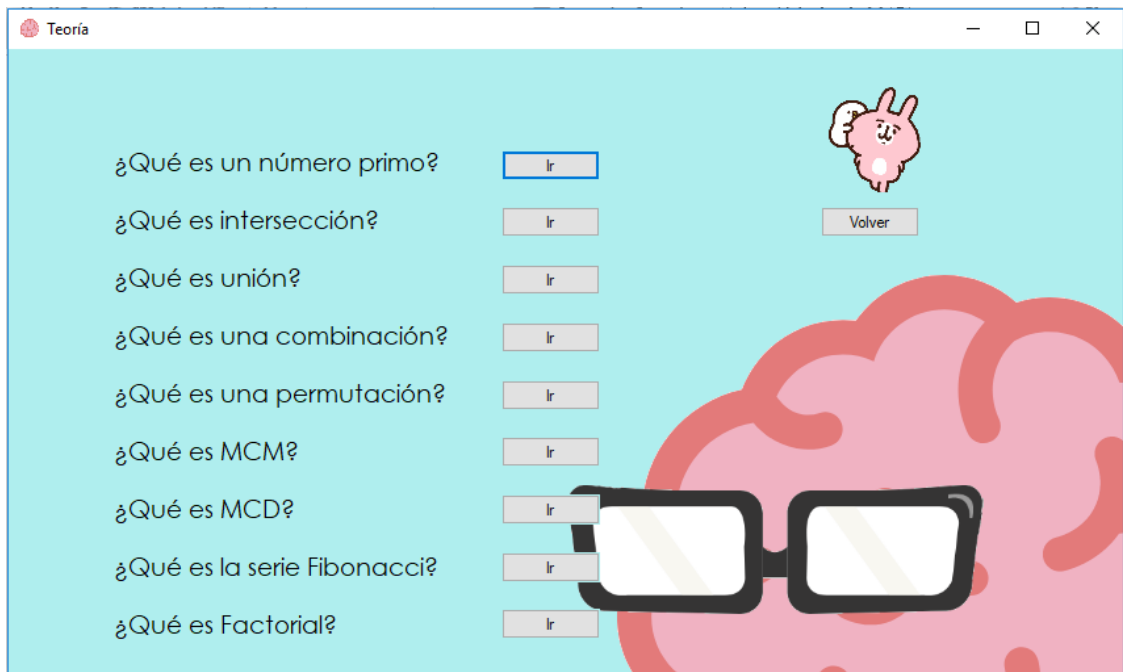 Teoría
¿Qué es un número primo? Ir
¿Qué es intersección? Ir
Volver
¿Qué es unión? Ir
¿Qué es una combinación? Ir
¿Qué es una permutación? Ir
¿Qué es MCM? Ir
¿Qué es MCD? Ir
¿Qué es la serie Fibonacci? Ir
¿Qué es Factorial? Ir